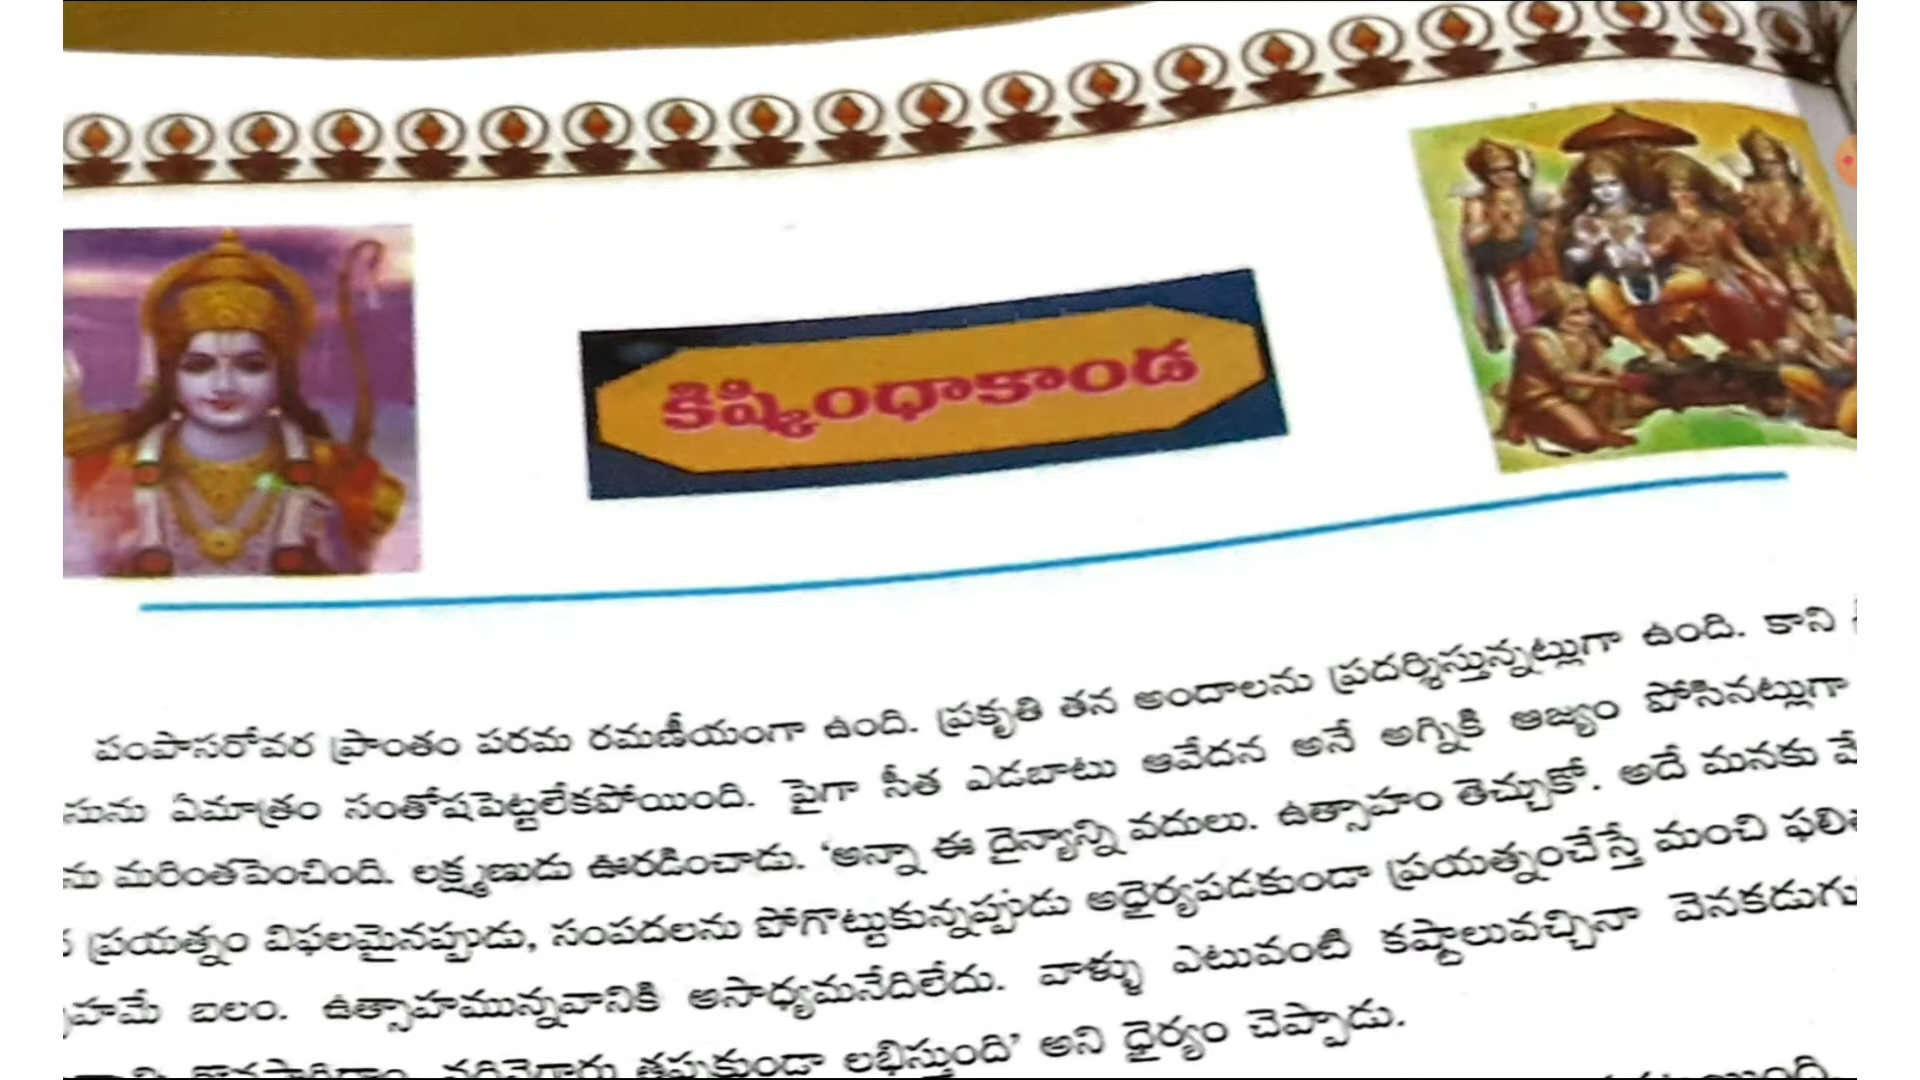 కిష్కింధాకాండ
పంపాసరోవర ప్రాంతం పరమ రమణీయంగా ఉంది. ప్రకృతి తన అందాలను ప్రదర్శిస్తున్నట్లుగా ఉంది. కాని
ఏమాత్రం సంతోషపెట్టలేకపోయింది. పైగా సీత ఎడబాటు ఆవేదన అనే అగ్నికి ఆజ్యం పోసినట్లుగా
ను మరింతపెంచింది. లక్ష్మణుడు ఊరడించాడు. ‘అన్నా ఈ దైన్యాన్ని వదులు. ఉత్సాహం తెచ్చుకో. అదే మనకు
ప్రయత్నం విఫలమైనప్పుడు, సంపదలను పోగొట్టుకున్నప్పుడు అధైర్యపడకుండా ప్రయత్నంచేస్తే మంచి
హమే బలం. ఉత్సాహమున్నవానికి అసాధ్యమనేదిలేదు. వాళ్ళు ఎటువంటి కష్టాలువచ్చినా వెనకడుగు
తప్పకుండా లభిస్తుంది’ అని ధైర్యం చెప్పాడు.